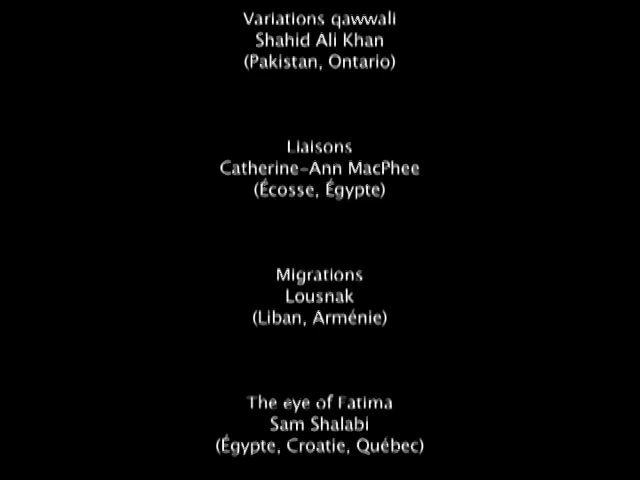 Variations qawwali
Shahid Ali Khan
(Pakistan, Ontario)
Liaisons
Catherine-Ann MacPhee
(Écosse, Égypte)
Migrations
Lousnak
(Liban, Arménie)
The eye of Fatima
Sam Shalabi
(Égypte, Croatie, Québec)